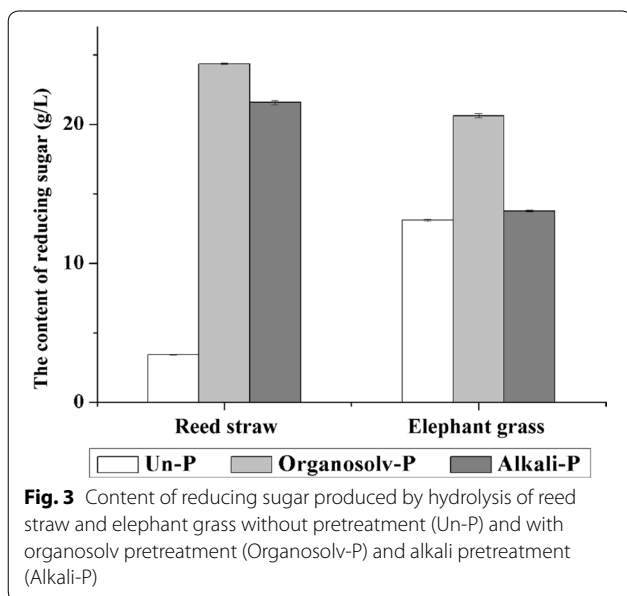 The content of reducing sugar (g/L)
20
10
0
Reed straw Elephant grass
Un-P Organosolv-P Alkali-P
Fig. 3 Content of reducing sugar produced by hydrolysis of reed
straw and elephant grass without pretreatment (Un-P) and with
organosolv pretreatment (Organosolv-P) and alkali pretreatment
(Alkali-P)